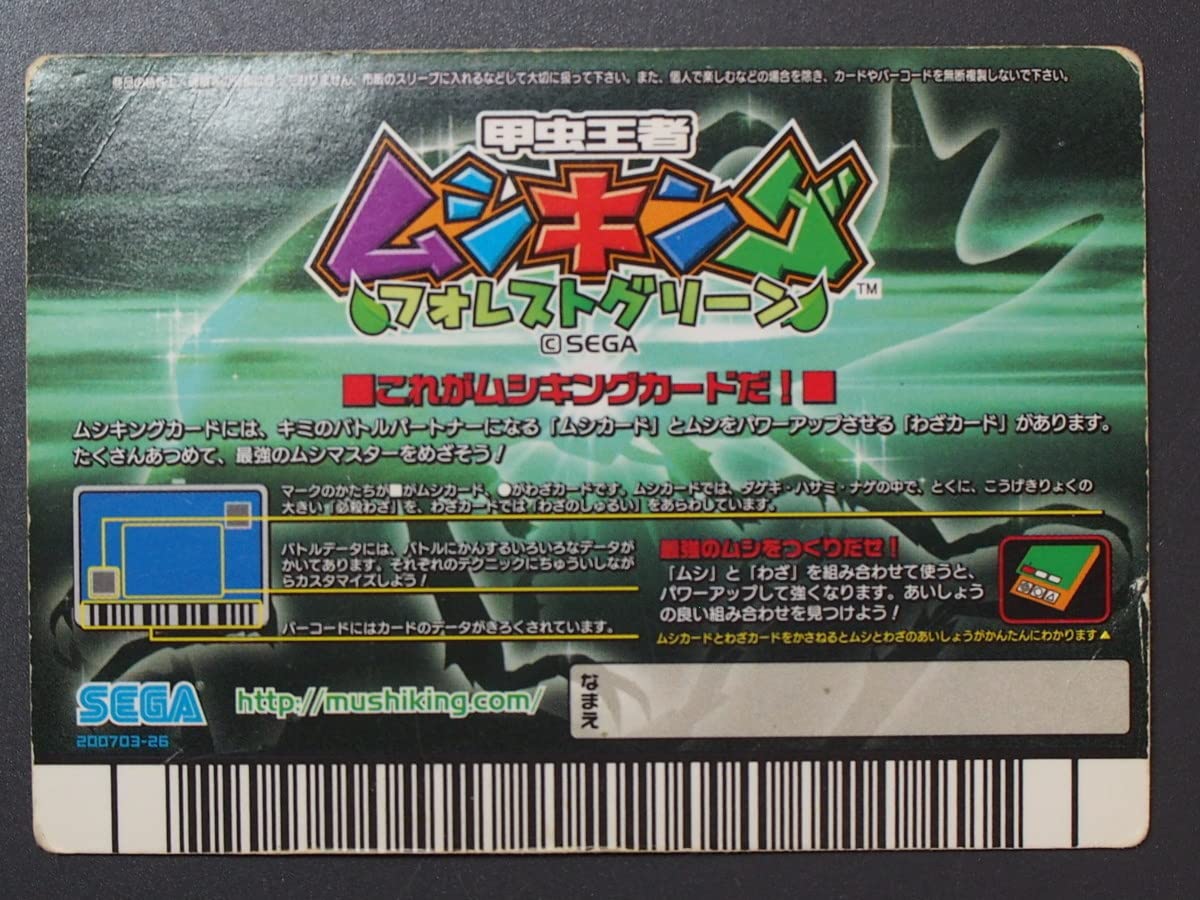 商品の特性上、
ありません。市販のスリーブに入れるなどして大切に扱って下さい。また、個人で楽しむなどの場合を除き、カードやバーコードを無断複製しないで下さい。
甲虫王者
ムシキング
フォレストグリーン
TM
©SEGA
■これがムシキングカードだ！■
ムシキングカードには、キミのバトルパートナーになる「ムシカード」とムシをパワーアップさせる「わざカード」があります。
たくさんあつめて、最強のムシマスターをめざそう！
マークのかたちが■がムシカード、●がわざカードです。ムシカードでは、ダゲキ・ハサミ・ナゲの中で、とくに、こうげきりょくの
大きい「必殺わざ」を、わざカードでは「わざのしゅるい」をあらわしています。
バトルデータには、バトルにかんするいろいろなデータが
かいてあります。それぞれのテクニックにちゅういしなが
らカスタマイズしよう！
バーコードにはカードのデータがきろくされています。
最強のムシをつくりだせ！
「ムシ」と「わざ」を組み合わせて使うと、
パワーアップして強くなります。あいしょう
の良い組み合わせを見つけよう！
ムシカードとわざカードをかさねるとムシとわざのあいしょうがかんたんにわかります▲
SEGA
200703-26
http://mushiking.com/
なまえ